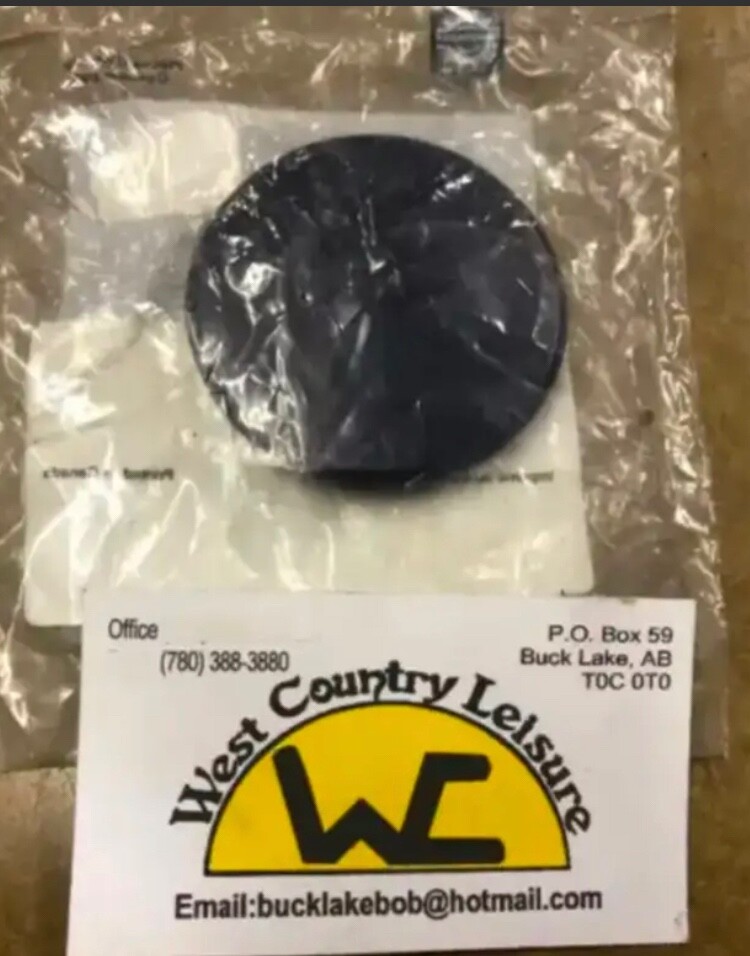 Office
(780) 388-3880
P.O. Box 59
Buck Lake, AB
T0C 0T0
West Country Leisure
WC
Email:bucklakebob@hotmail.com